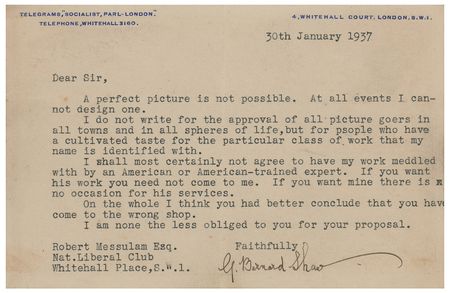 TELEGRAMS, "SOCIALIST, PARL-LONDON."
TELEPHONE, WHITEHALL 3160.
4, WHITEHALL COURT, LONDON, S.W.1.
30th January 1937
Dear Sir,
A perfect picture is not possible. At all events I can-
not design one.
I do not write for the approval of all picture goers in
all towns and in all spheres of life, but for psople who have
a cultivated taste for the particular class of work that my
name is identified with.
I shall most certainly not agree to have my work meddled
with by an American or American-trained expert. If you want
his work you need not come to me. If you want mine there is
no occasion for his services.
On the whole I think you had better conclude that you have
come to the wrong shop.
I am none the less obliged to you for your proposal.
Robert Messulam Esq. Faithfully
Nat.Liberal Club
Whitehall Place, S.W.1. G. Bernard Shaw